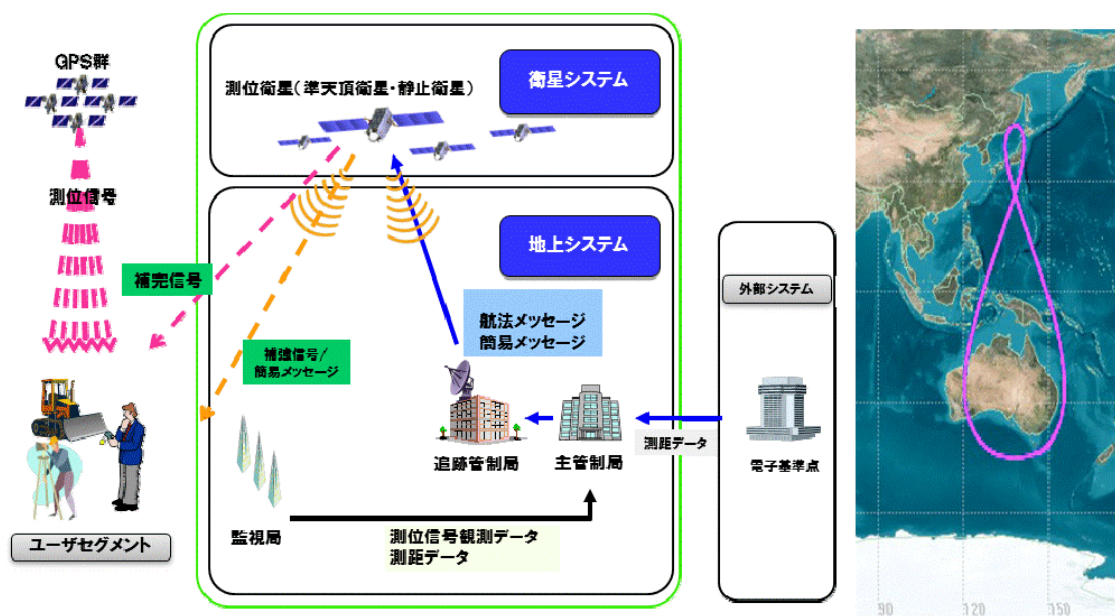 GPS群
測位信号
補完信号
ユーザセグメント
衛星システム
測位衛星(準天頂衛星・静止衛星)
地上システム
航法メッセージ
簡易メッセージ
補強信号/
簡易メッセージ
追跡管制局
主管制局
監視局
測位信号観測データ
測距データ
測距データ
外部システム
電子基準点
90
120
150